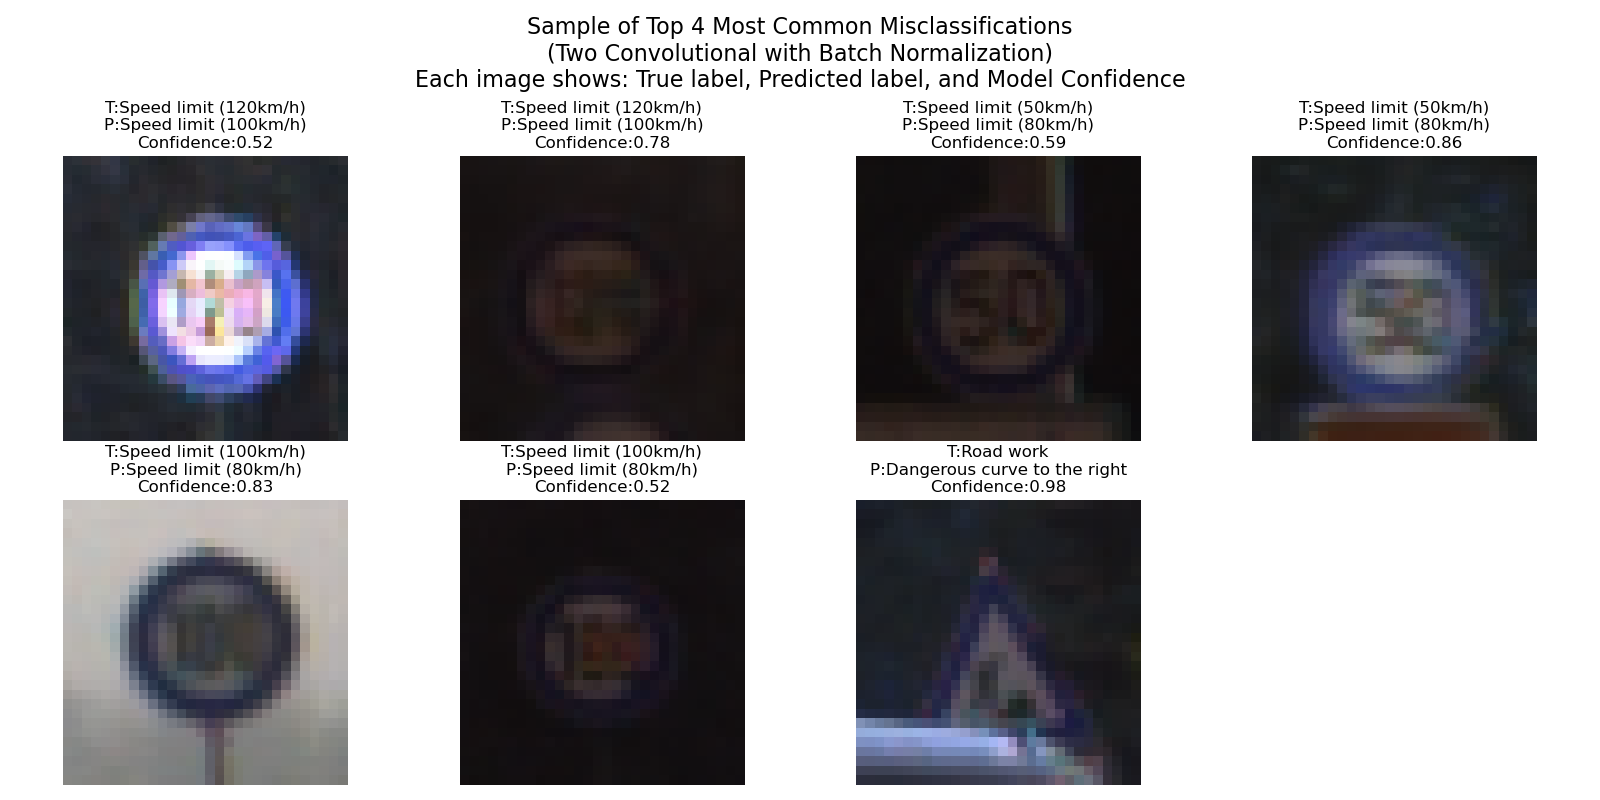 Sample of Top 4 Most Common Misclassifications
(Two Convolutional with Batch Normalization)
Each image shows: True label, Predicted label, and Model Confidence
T:Speed limit (120km/h)
P:Speed limit (100km/h)
Confidence:0.52
T:Speed limit (120km/h)
P:Speed limit (100km/h)
Confidence:0.78
T:Speed limit (50km/h)
P:Speed limit (80km/h)
Confidence:0.59
50
T:Speed limit (50km/h)
P:Speed limit (80km/h)
Confidence:0.86
T:Speed limit (100km/h)
P:Speed limit (80km/h)
Confidence:0.83
T:Speed limit (100km/h)
P:Speed limit (80km/h)
Confidence:0.52
T:Road work
P:Dangerous curve to the right
Confidence:0.98